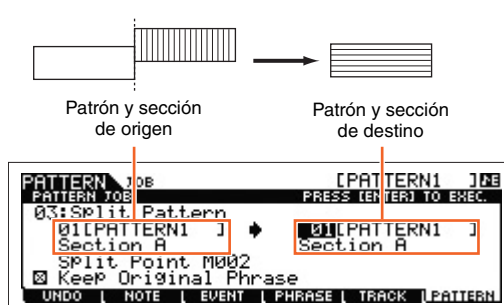 Patrón y sección
de origen
Patrón y sección
de destino
PATTERN JOB [PATTERN1 ]
PATTERN JOB PRESS [ENTER] TO EXEC.
03:Split Pattern
01[PATTERN1 ] 01[PATTERN1 ]
Section A Section A
Split Point M002
Keep Original Phrase
UNDO NOTE EVENT PHRASE TRACK PATTERN